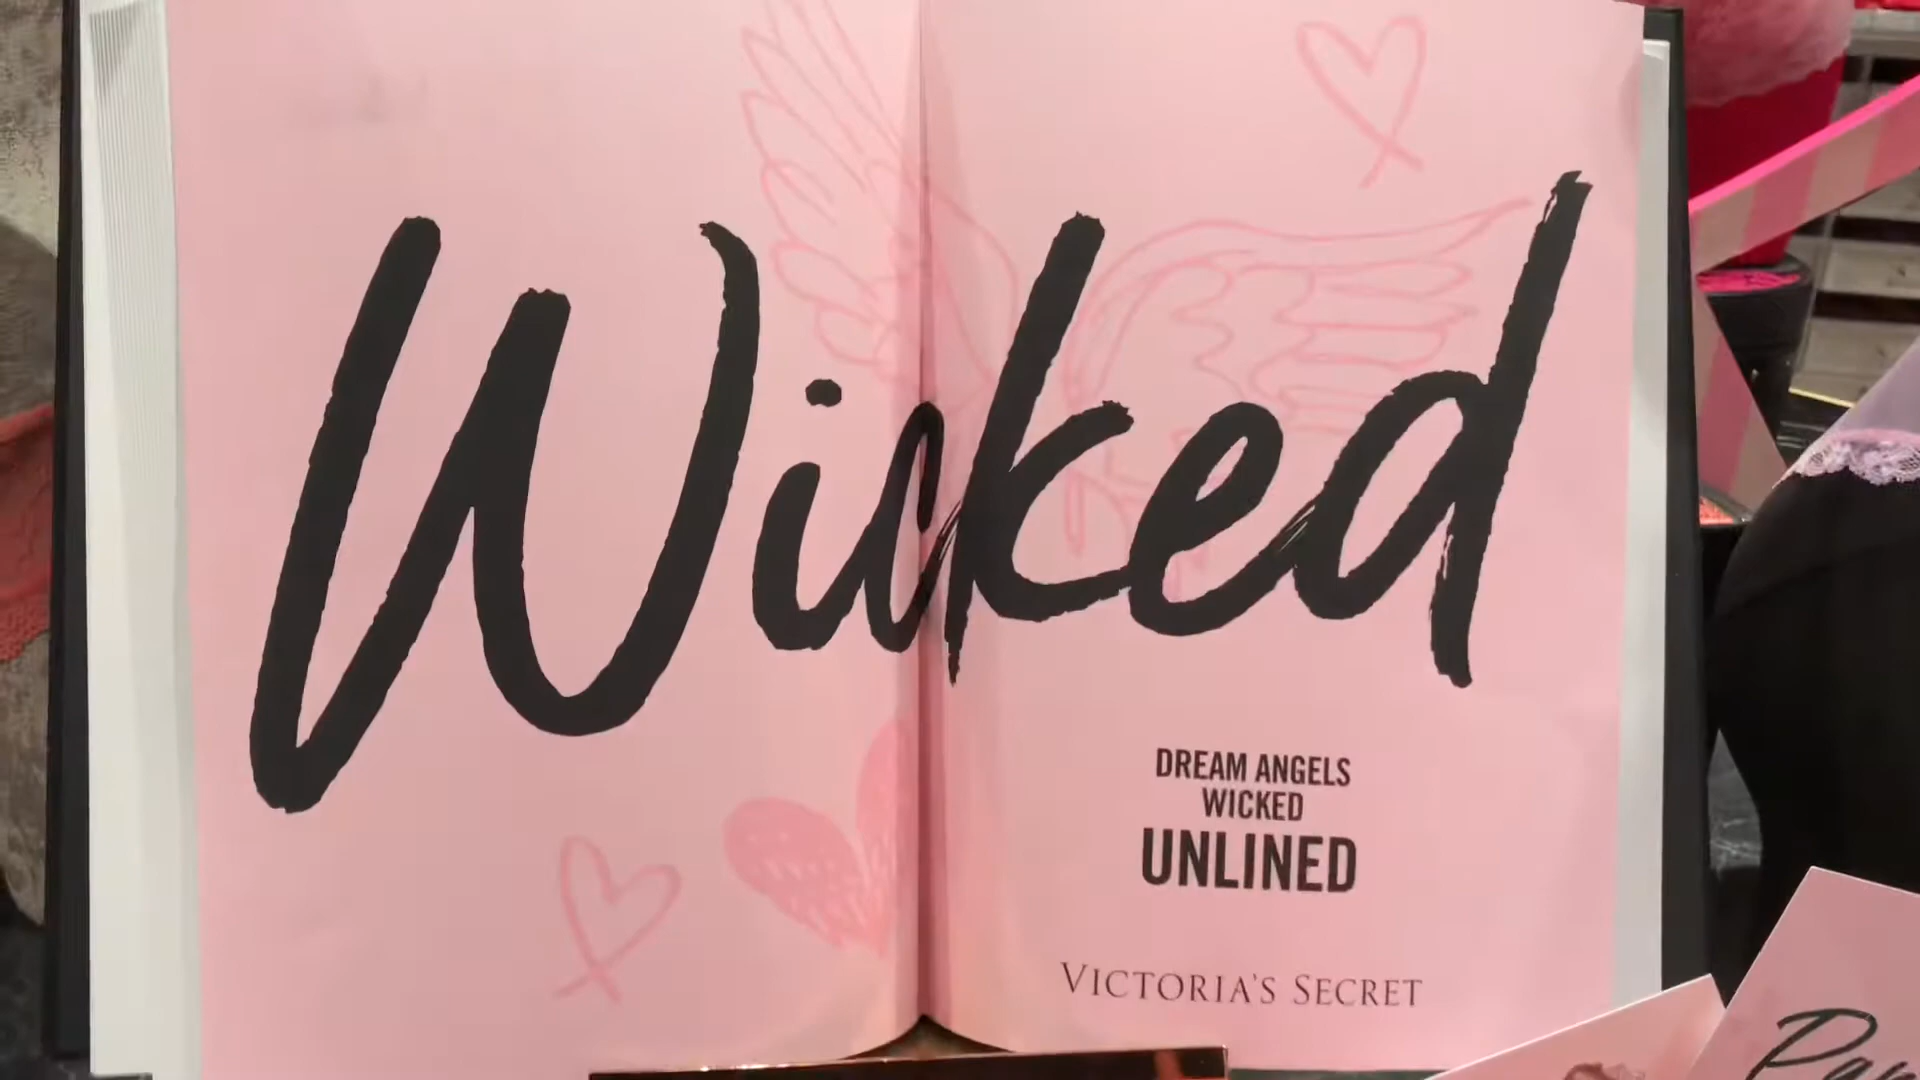 Wicked
DREAM ANGELS
WICKED
UNLINED
VICTORIA'S SECRET